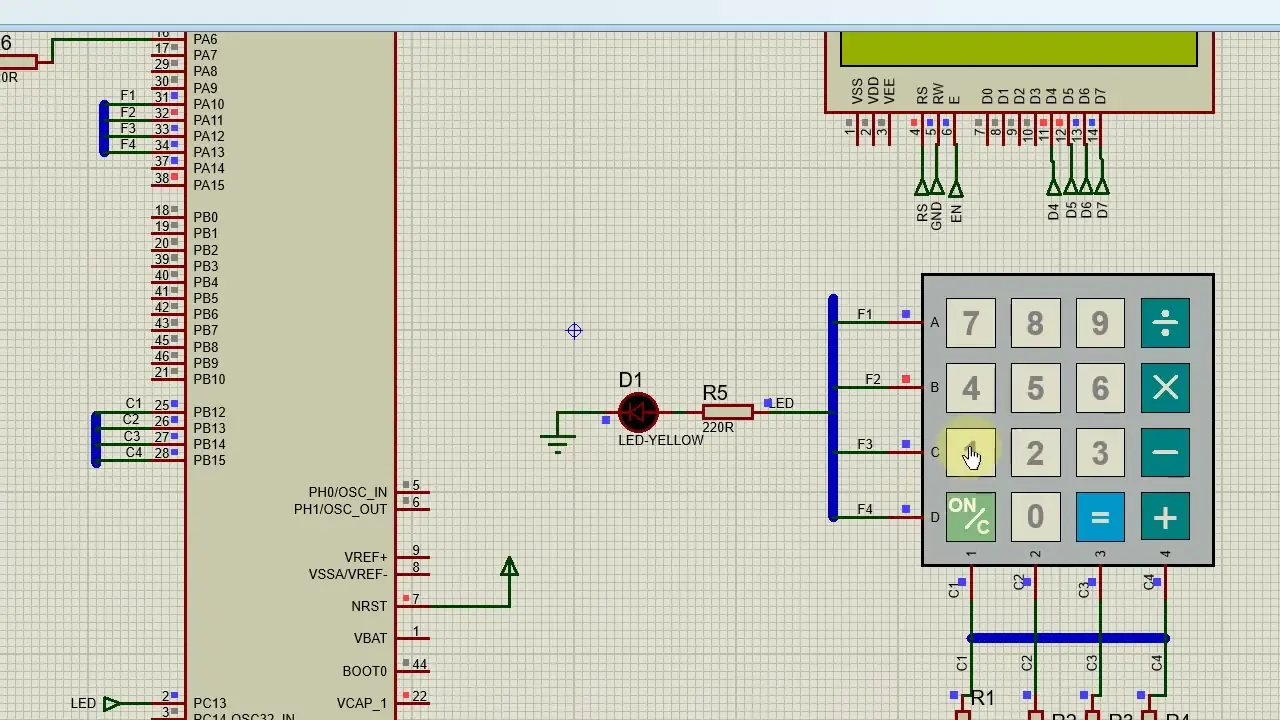 6
0R
16 PA6
17 PA7
29 PA8
30 PA9
F1 31 PA10
F2 32 PA11
F3 33 PA12
F4 34 PA13
37 PA14
38 PA15
18 PB0
19 PB1
20 PB2
39 PB3
40 PB4
41 PB5
42 PB6
43 PB7
45 PB8
46 PB9
21 PB10
C1 25 PB12
C2 26 PB13
C3 27 PB14
C4 28 PB15
PH0/OSC_IN 5
PH1/OSC_OUT 6
VREF+ 9
VSSA/VREF- 8
NRST 7
VBAT 1
BOOT0 44
VCAP_1 22
LED 2 PC13
3 PC14 OSC32_IN
D1
LED-YELLOW
R5
220R
LED
VSS VDD VEE RS RW E D0 D1 D2 D3 D4 D5 D6 D7
1 2 3 4 5 6 7 8 9 10 11 12 13 14
RS GND EN D4 D5 D6 D7
F1 A 7 8 9 ÷
F2 B 4 5 6 ×
F3 C 1 2 3 −
F4 D ON/C 0 = +
1 2 3 4
C1 C2 C3 C4
C1 C2 C3 C4
R1 R2 R3 R4